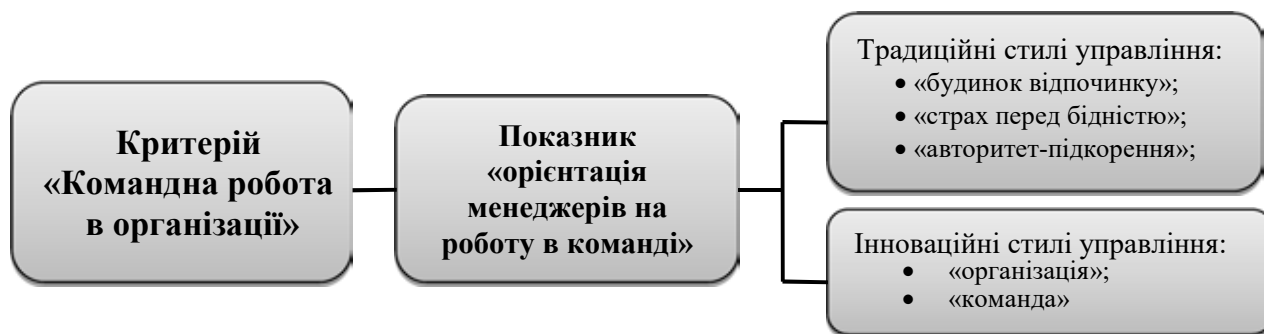 Критерій
«Командна робота
в організації»
Показник
«орієнтація
менеджерів на
роботу в команді»
Традиційні стилі управління:
• «будинок відпочинку»;
• «страх перед бідністю»;
• «авторитет-підкорення»;
Інноваційні стилі управління:
• «організація»;
• «команда»